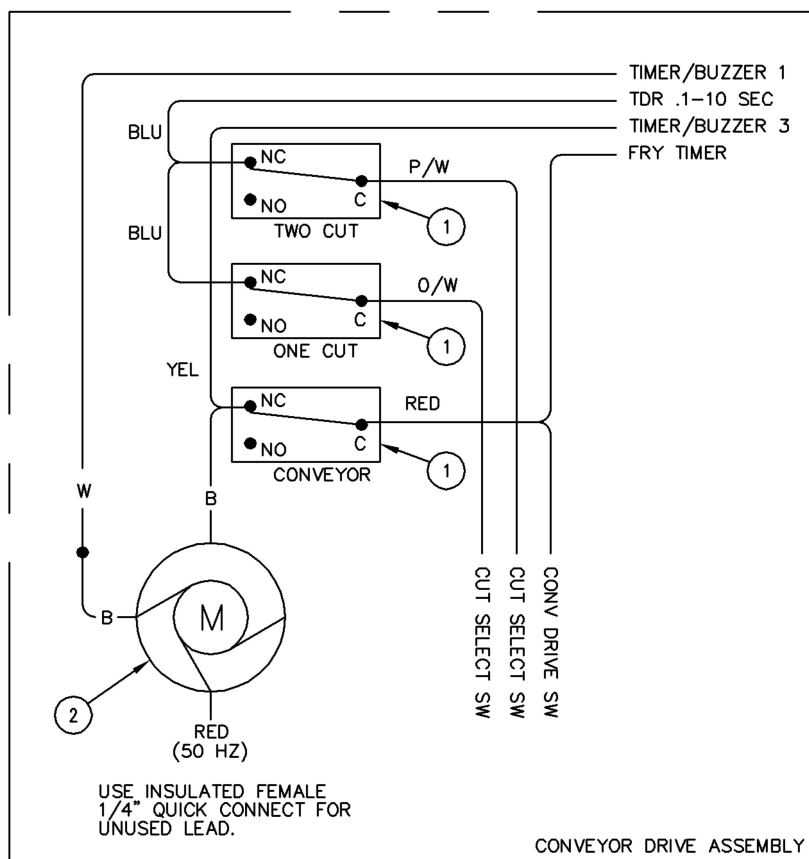 TIMER/BUZZER 1
TDR .1-10 SEC
TIMER/BUZZER 3
FRY TIMER
BLU
NC
P/W
NO
C
TWO CUT
1
BLU
NC
O/W
NO
C
ONE CUT
1
YEL
NC
RED
NO
C
CONVEYOR
1
W
B
B
M
CUT SELECT SW
CUT SELECT SW
CONV DRIVE SW
2
RED
(50 HZ)
USE INSULATED FEMALE
1/4" QUICK CONNECT FOR
UNUSED LEAD.
CONVEYOR DRIVE ASSEMBLY